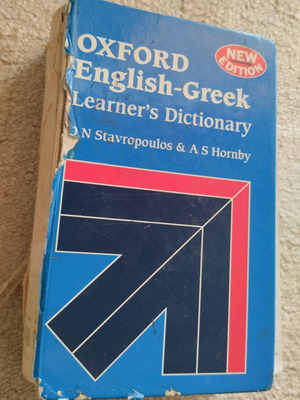 OXFORD
NEW
EDITION
English-Greek
Learner's Dictionary
D N Stavropoulos & A S Hornby